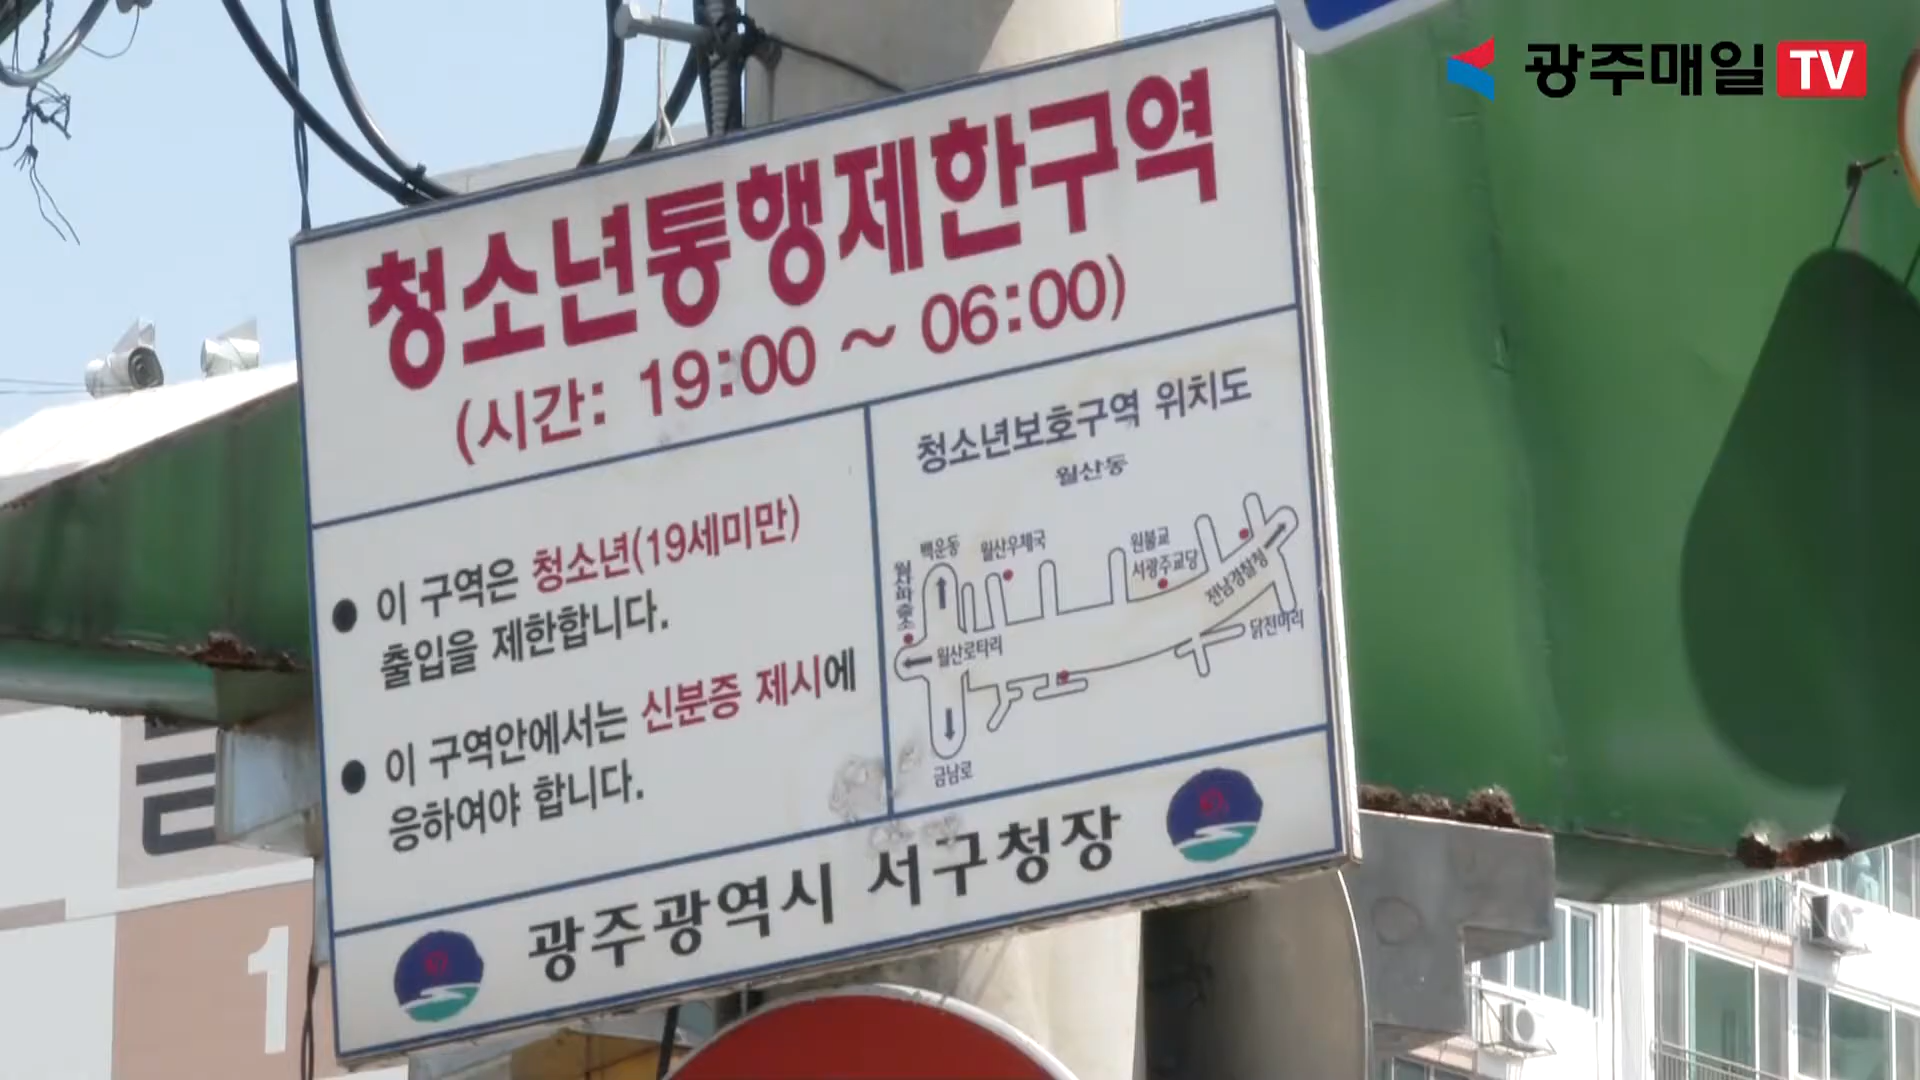 광주매일TV
청소년통행제한구역
(시간: 19:00 ~ 06:00)
● 이 구역은 청소년(19세미만)
출입을 제한합니다.
● 이 구역안에서는 신분증 제시에
응하여야 합니다.
청소년보호구역 위치도
월산동
백운동
월산우체국
원불교
서광주교당
월산파출소
전남경찰청
닭전머리
월산로타리
금남로
광주광역시 서구청장
1